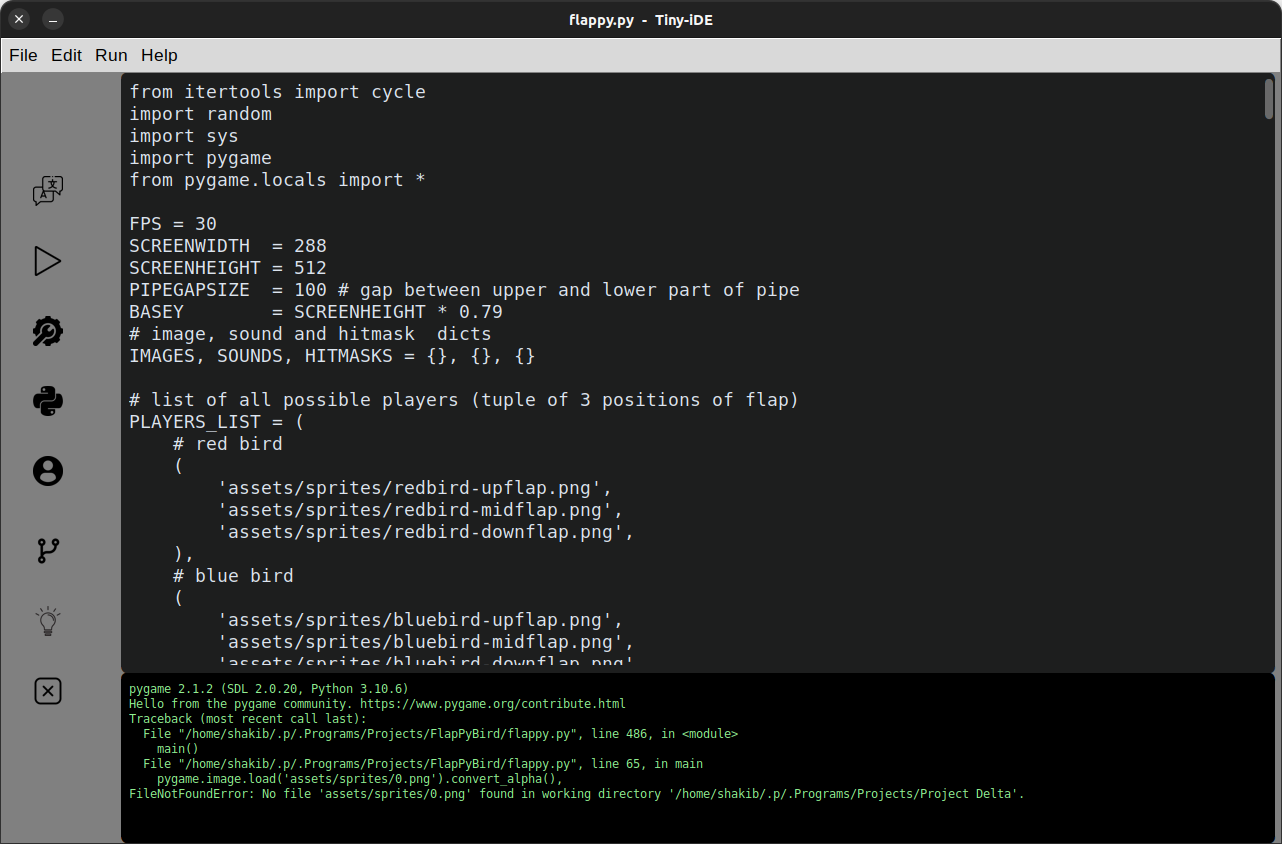 flappy.py - Tiny-iDE
File Edit Run Help
from itertools import cycle
import random
import sys
import pygame
from pygame.locals import *
FPS = 30
SCREENWIDTH  = 288
SCREENHEIGHT = 512
PIPEGAPSIZE  = 100 # gap between upper and lower part of pipe
BASEY        = SCREENHEIGHT * 0.79
# image, sound and hitmask  dicts
IMAGES, SOUNDS, HITMASKS = {}, {}, {}
# list of all possible players (tuple of 3 positions of flap)
PLAYERS_LIST = (
    # red bird
    (
        'assets/sprites/redbird-upflap.png',
        'assets/sprites/redbird-midflap.png',
        'assets/sprites/redbird-downflap.png',
    ),
    # blue bird
    (
        'assets/sprites/bluebird-upflap.png',
        'assets/sprites/bluebird-midflap.png',
        'assets/sprites/bluebird-downflap.png'
pygame 2.1.2 (SDL 2.0.20, Python 3.10.6)
Hello from the pygame community. https://www.pygame.org/contribute.html
Traceback (most recent call last):
  File "/home/shakib/.p/.Programs/Projects/FlapPyBird/flappy.py", line 486, in <module>
    main()
  File "/home/shakib/.p/.Programs/Projects/FlapPyBird/flappy.py", line 65, in main
    pygame.image.load('assets/sprites/0.png').convert_alpha(),
FileNotFoundError: No file 'assets/sprites/0.png' found in working directory '/home/shakib/.p/.Programs/Projects/Project Delta'.